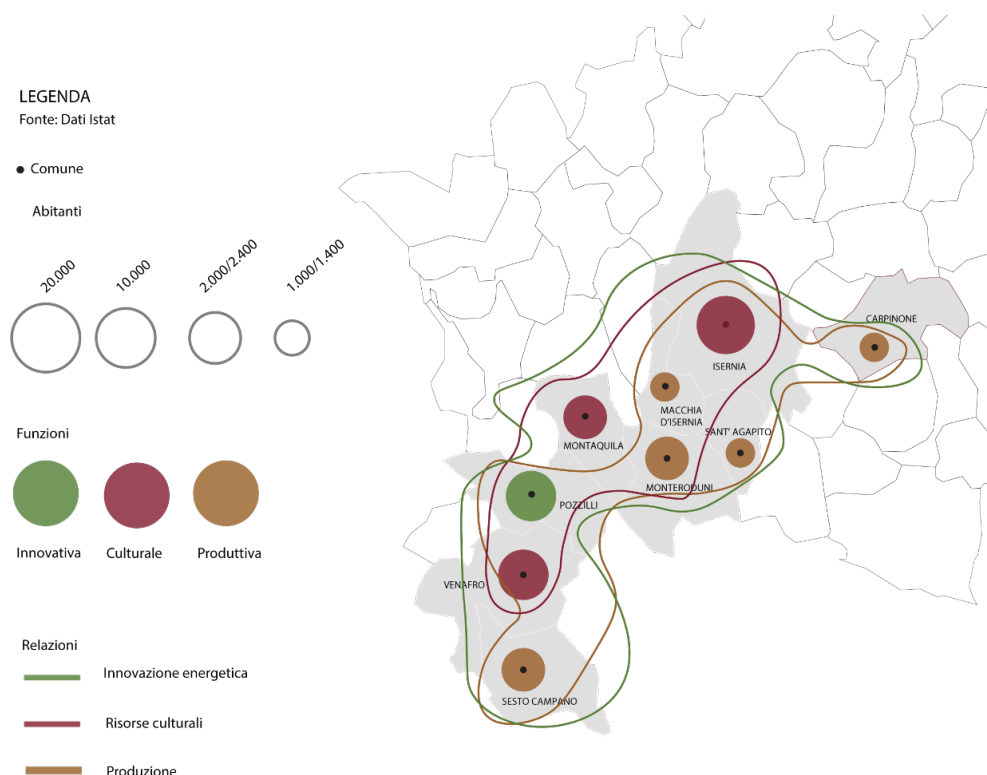 LEGENDA
Fonte: Dati Istat
Comune
Abitanti
20.000
10.000
2.000/2.400
1.000/1.400
Funzioni
Innovativa
Culturale
Produttiva
Relazioni
Innovazione energetica
Risorse culturali
Produzione
CARPINONE
ISERNIA
MACCHIA
D'ISERNIA
SANT' AGAPITO
MONTAQUILA
MONTERODUNI
POZZILLI
VENAFRO
SESTO CAMPANO